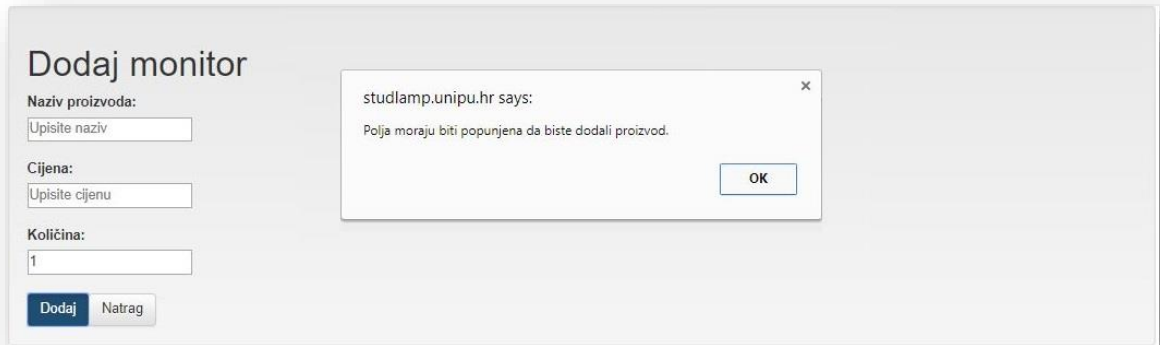 Dodaj monitor
Naziv proizvoda:
Upisite naziv
Cijena:
Upisite cijenu
Količina:
1
Dodaj
Natrag
studlamp.unipu.hr says:
×
Polja moraju biti popunjena da biste dodali proizvod.
OK